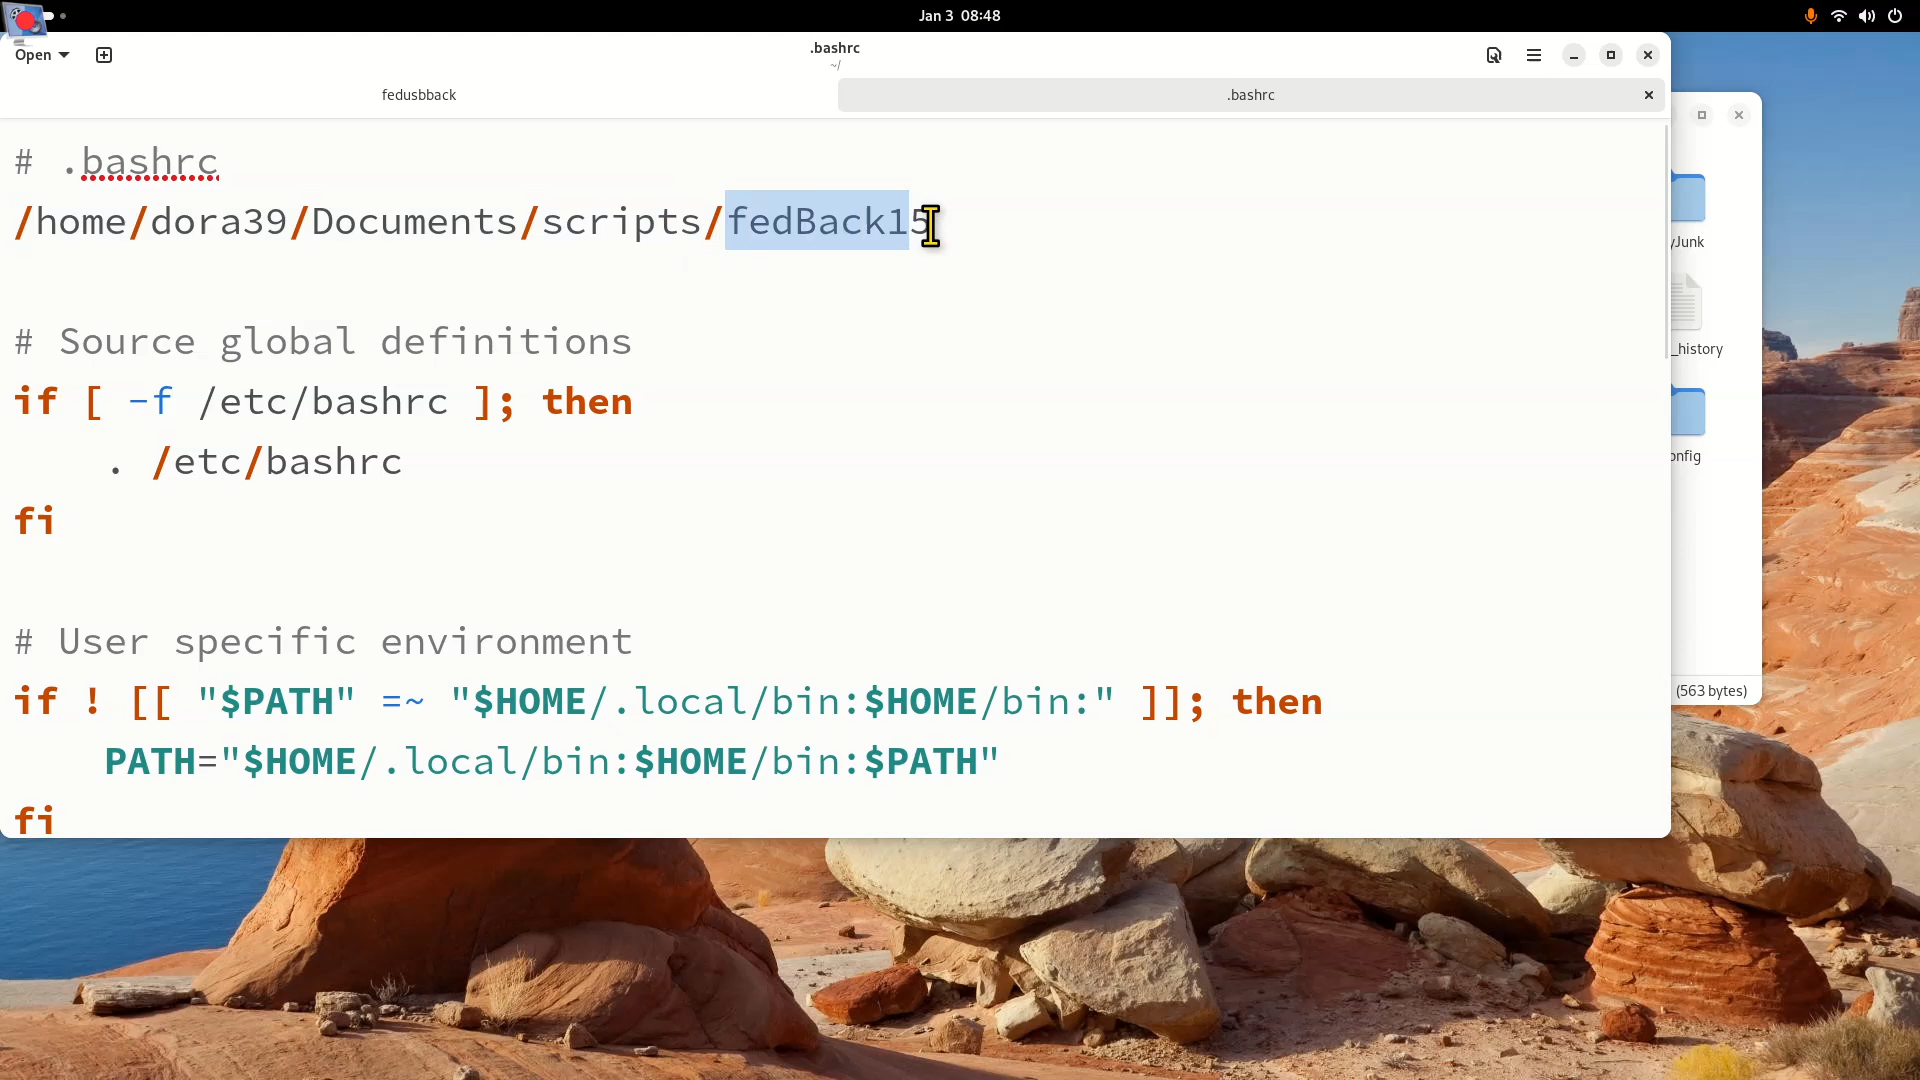 Jan 3 08:48
Open
.bashrc
~/
fedusbback
.bashrc
# .bashrc
/home/dora39/Documents/scripts/fedBack15
# Source global definitions
if [ -f /etc/bashrc ]; then
. /etc/bashrc
fi
# User specific environment
if ! [[ "$PATH" =~ "$HOME/.local/bin:$HOME/bin:" ]]; then
PATH="$HOME/.local/bin:$HOME/bin:$PATH"
fi
yJunk
_history
onfig
(563 bytes)